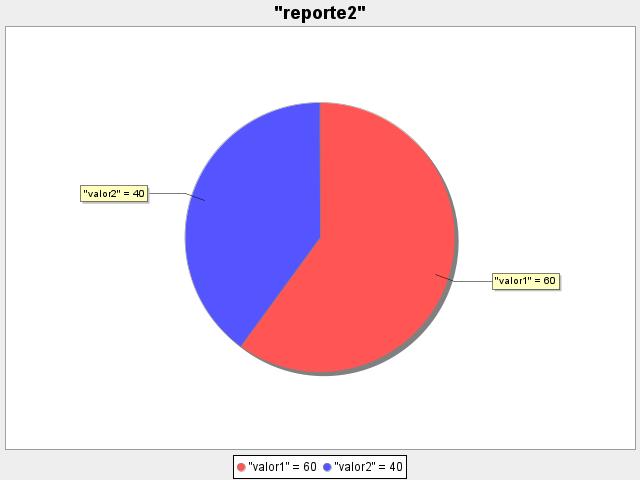 "reporte2"
"valor2" = 40
"valor1" = 60
"valor1" = 60 "valor2" = 40